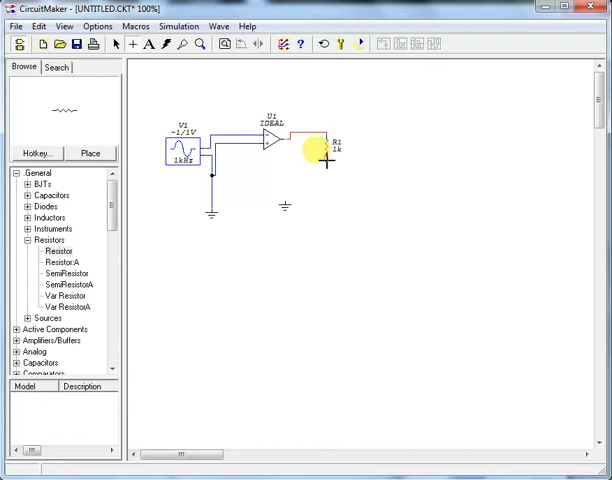 CircuitMaker - [UNTITLED.CKT* 100%]
File Edit View Options Macros Simulation Wave Help
Browse Search
Hotkey... Place
.General
BJTs
Capacitors
Diodes
Inductors
Instruments
Resistors
Resistor
Resistor:A
SemiResistor
SemiResistorA
Var Resistor
Var ResistorA
Sources
Active Components
Amplifiers/Buffers
Analog
Capacitors
Comparators
Model Description
V1
-1/1V
1kHz
U1
IDEAL
R1
1k